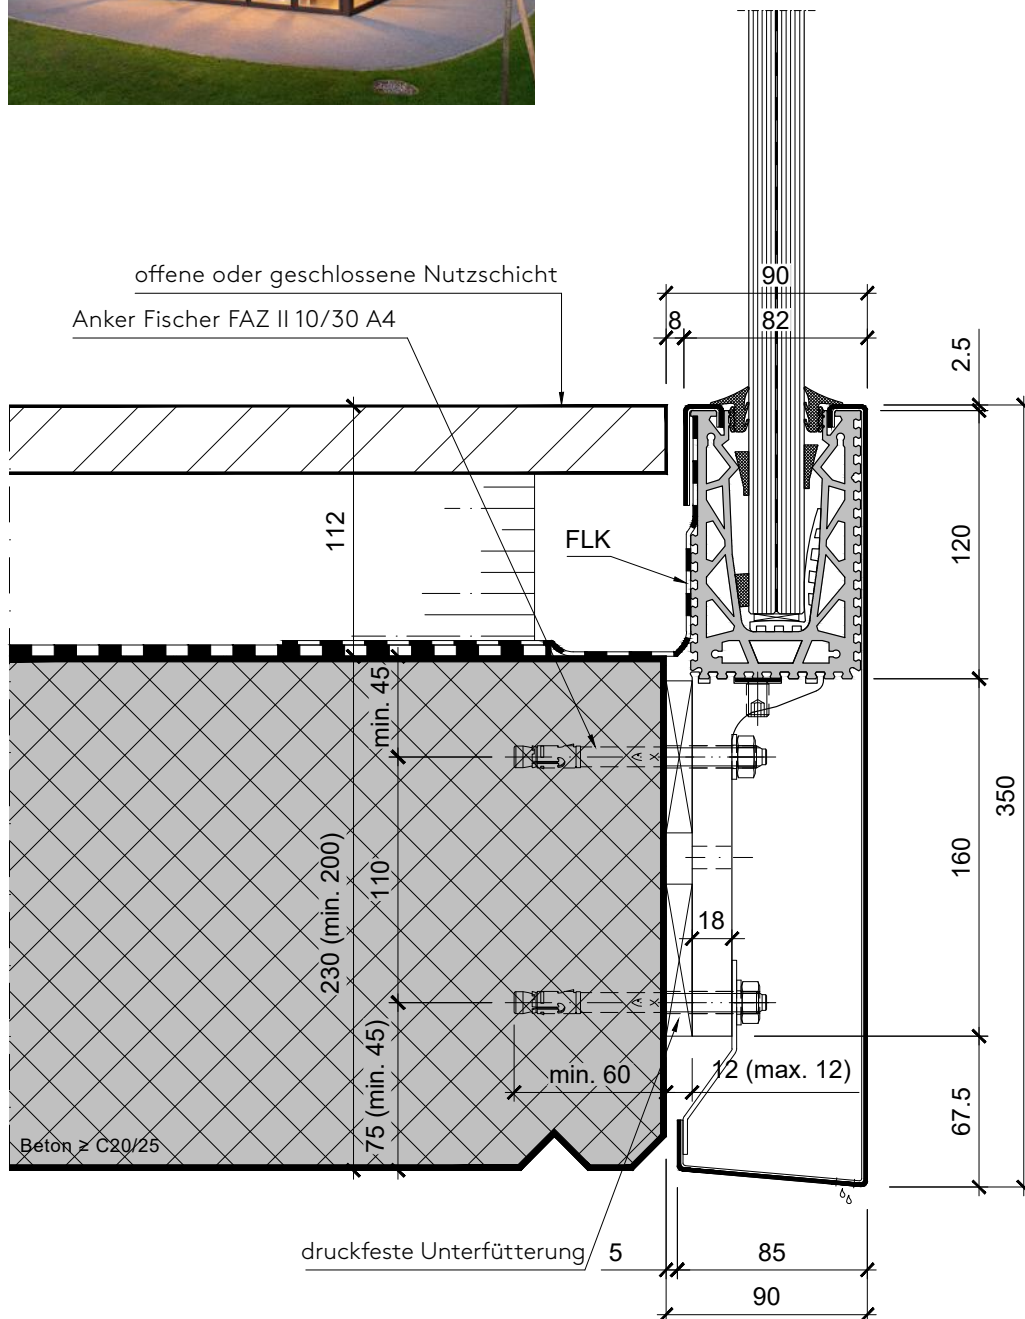 offene oder geschlossene Nutzschicht
Anker Fischer FAZ II 10/30 A4
90
8
82
2.5
112
FLK
120
min. 45
350
230 (min. 200)
110
160
18
min. 60
12 (max. 12)
75 (min. 45)
67.5
Beton ≥ C20/25
druckfeste Unterfütterung
5
85
90